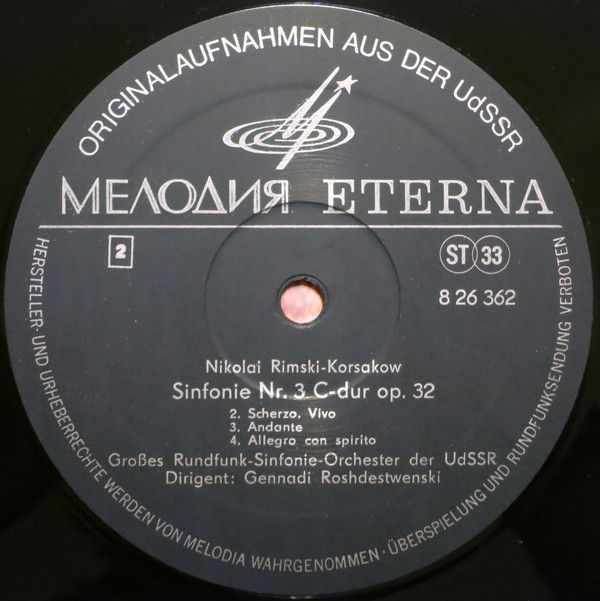 ORIGINALAUFNAHMEN AUS DER UdSSR
МЕЛОДИЯ ETERNA
2
ST 33
8 26 362
Nikolai Rimski-Korsakow
Sinfonie Nr. 3 C-dur op. 32
2. Scherzo. Vivo
3. Andante
4. Allegro con spirito
Großes Rundfunk-Sinfonie-Orchester der UdSSR
Dirigent: Gennadi Roshdestwenski
HERSTELLER- UND URHEBERRECHTE WERDEN VON MELODIA WAHRGENOMMEN · ÜBERSPIELUNG UND RUNDFUNKSENDUNG VERBOTEN